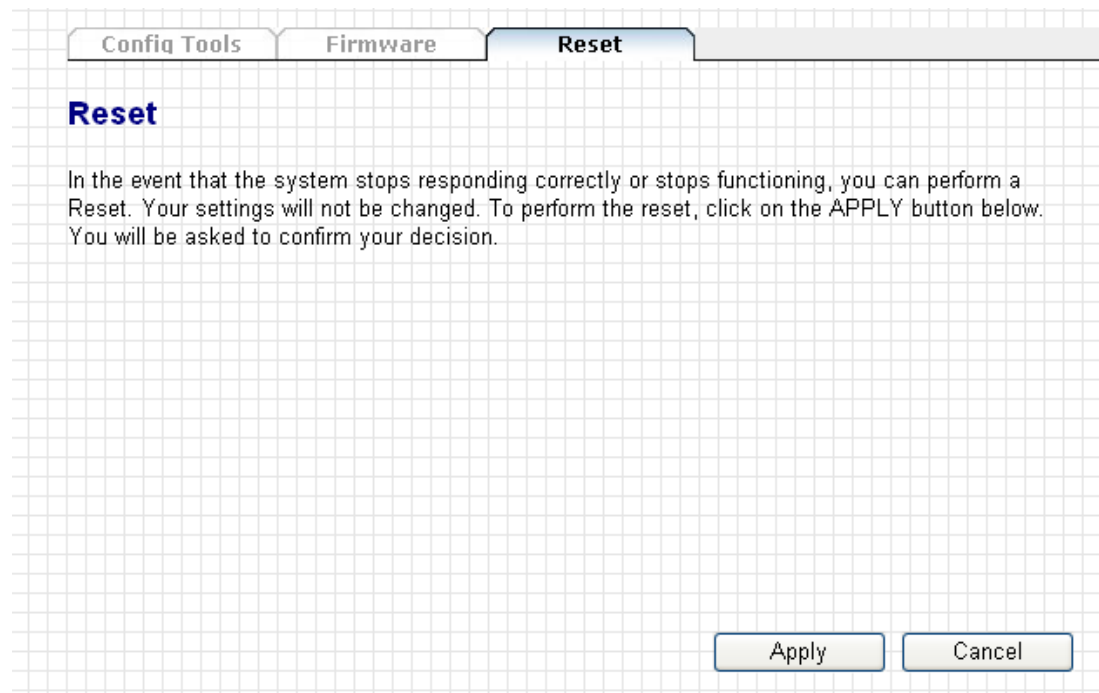 Config Tools Firmware Reset
Reset
In the event that the system stops responding correctly or stops functioning, you can perform a
Reset. Your settings will not be changed. To perform the reset, click on the APPLY button below.
You will be asked to confirm your decision.
Apply Cancel